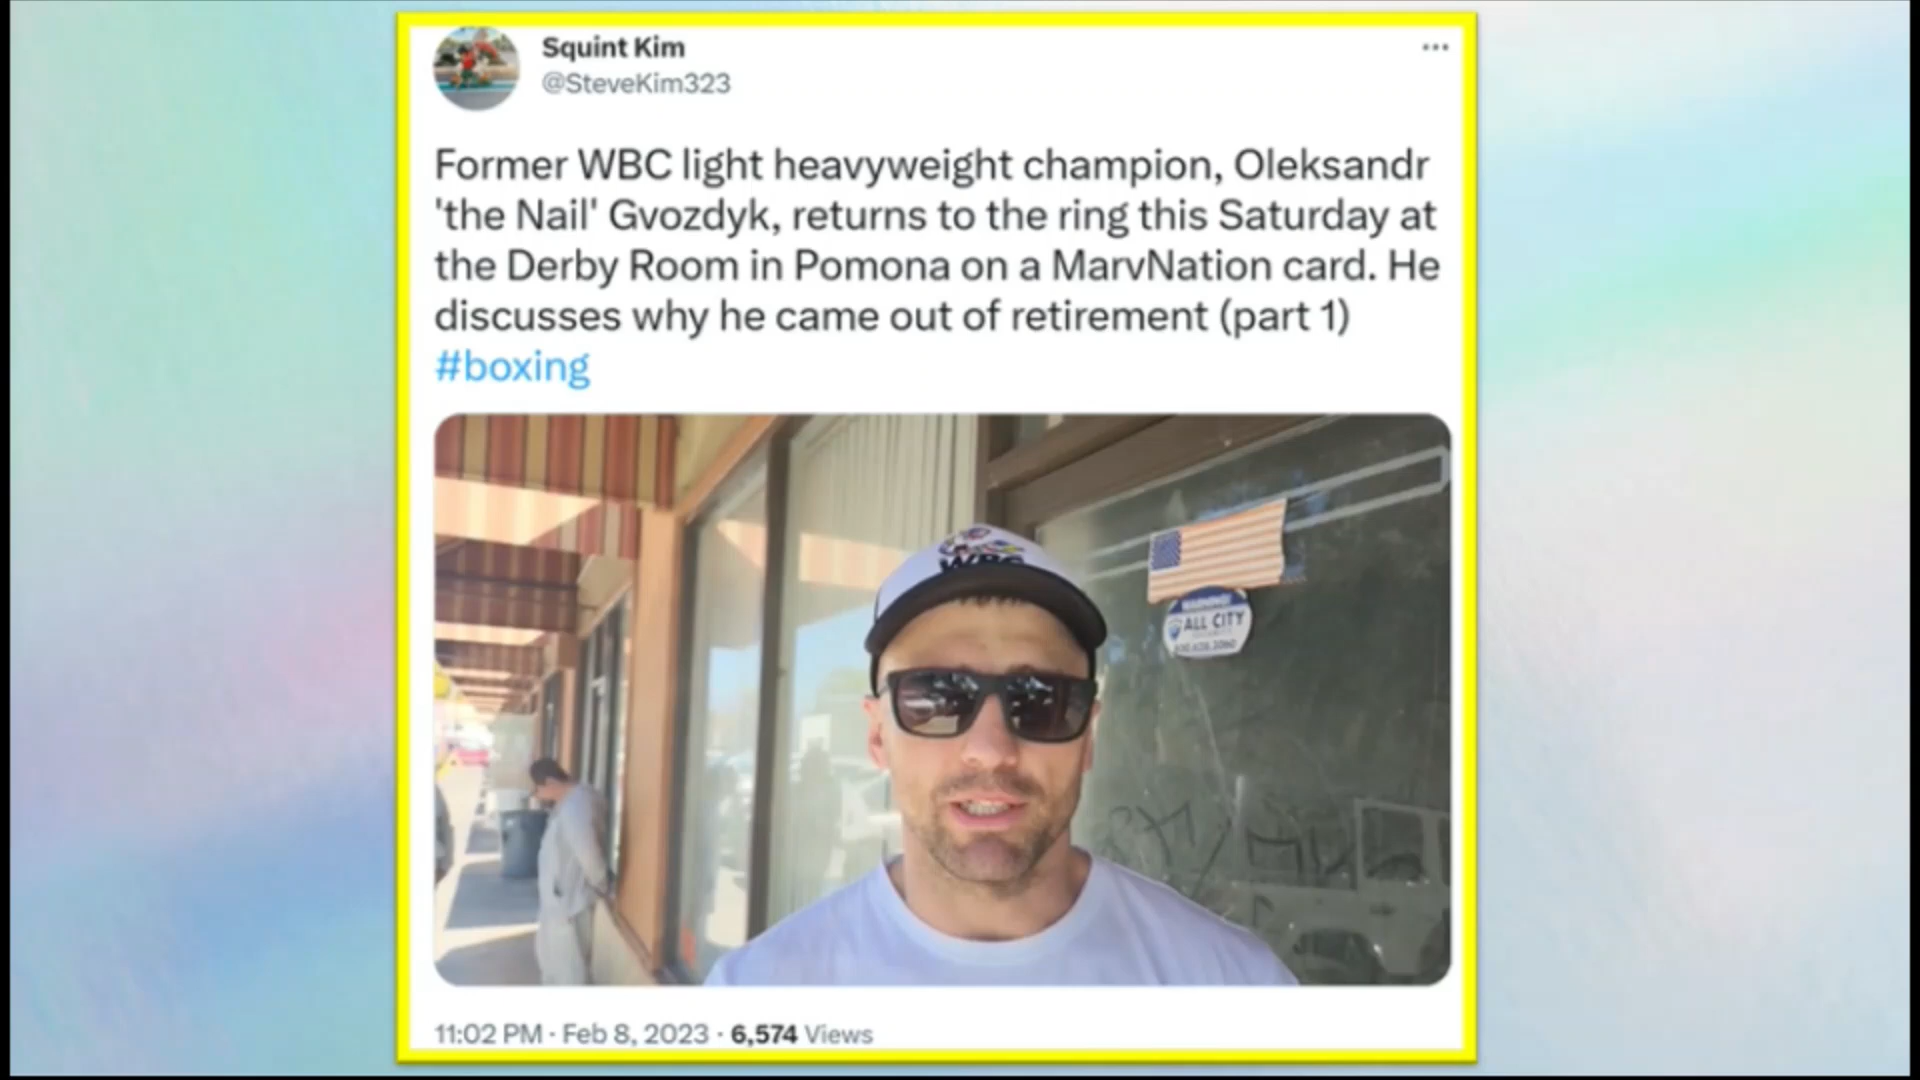 Squint Kim
@SteveKim323
Former WBC light heavyweight champion, Oleksandr
'the Nail' Gvozdyk, returns to the ring this Saturday at
the Derby Room in Pomona on a MarvNation card. He
discusses why he came out of retirement (part 1)
#boxing
WBC
WARNING!
ALL CITY
11:02 PM · Feb 8, 2023 · 6,574 Views